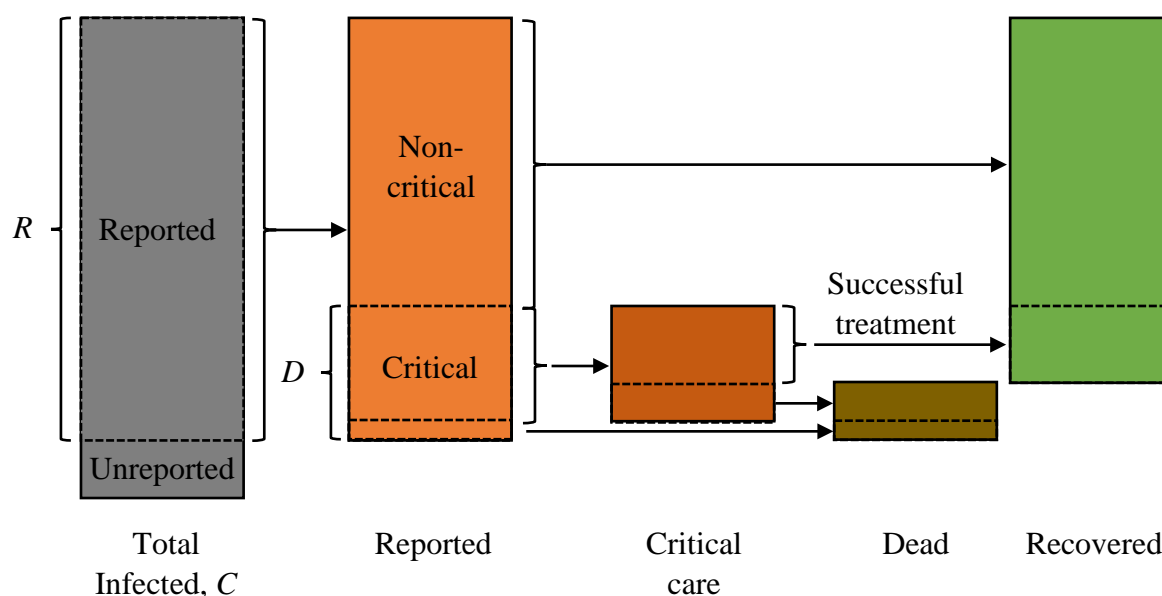 R
Reported
Unreported
Non-
critical
D
Critical
Successful
treatment
Total
Infected, C
Reported
Critical
care
Dead
Recovered